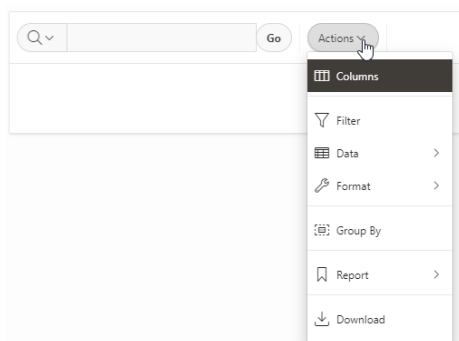 Go
Actions
Columns
Filter
Data
Format
Group By
Report
Download